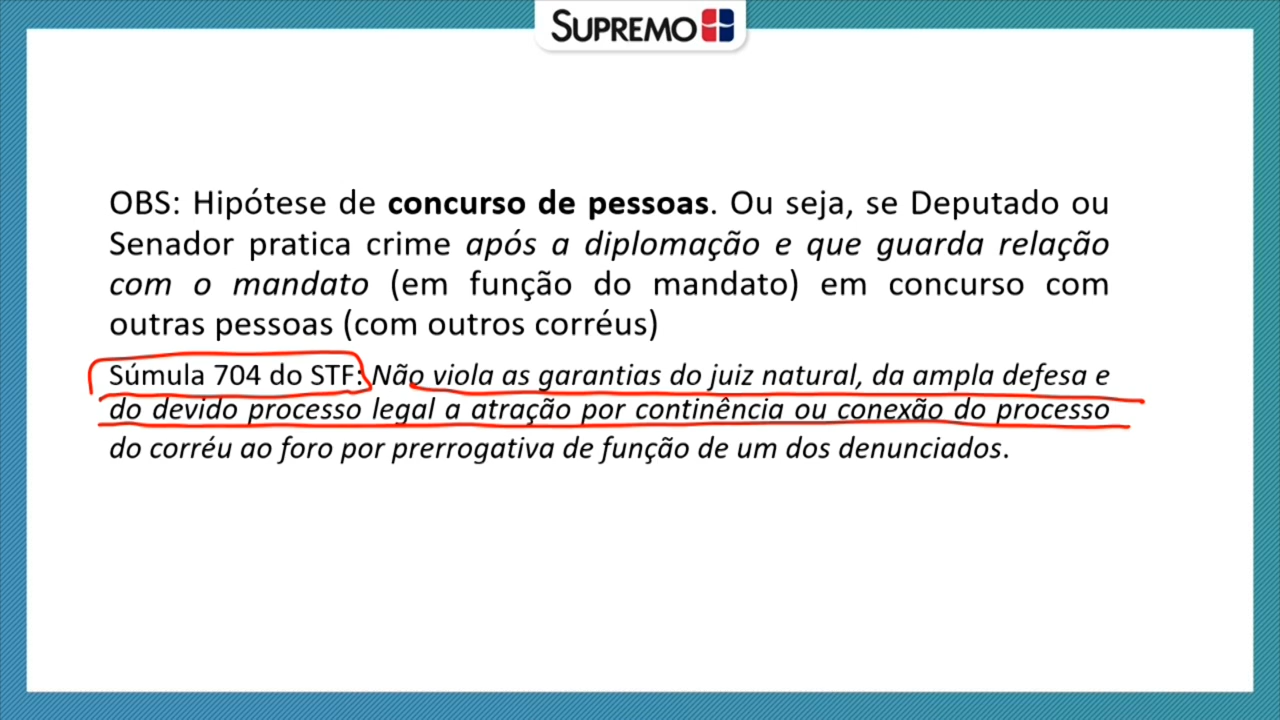 SUPREMO
OBS: Hipótese de concurso de pessoas. Ou seja, se Deputado ou
Senador pratica crime após a diplomação e que guarda relação
com o mandato (em função do mandato) em concurso com
outras pessoas (com outros corréus)
Súmula 704 do STF: Não viola as garantias do juiz natural, da ampla defesa e
do devido processo legal a atração por continência ou conexão do processo
do corréu ao foro por prerrogativa de função de um dos denunciados.